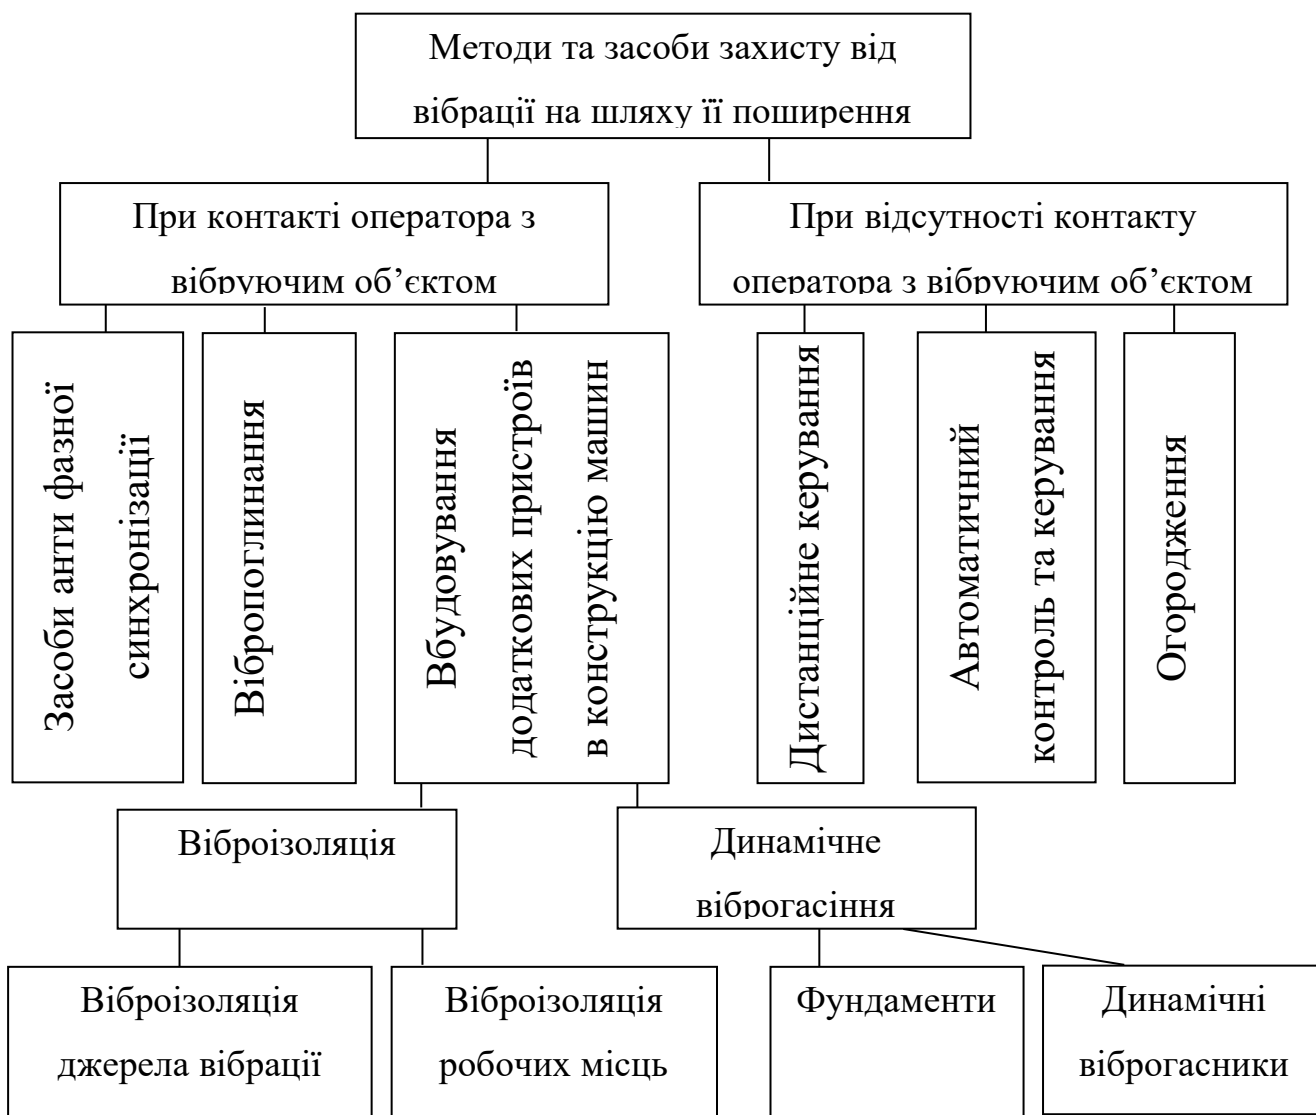 Методи та засоби захисту від
вібрації на шляху її поширення
При контакті оператора з
вібруючим об’єктом
При відсутності контакту
оператора з вібруючим об’єктом
Засоби анти фазної
синхронізації
Вібропоглинання
Вбудовування
додаткових пристроїв
в конструкцію машин
Дистанційне керування
Автоматичний
контроль та керування
Огородження
Віброізоляція
Динамічне
віброгасіння
Віброізоляція
джерела вібрації
Віброізоляція
робочих місць
Фундаменти
Динамічні
віброгасники